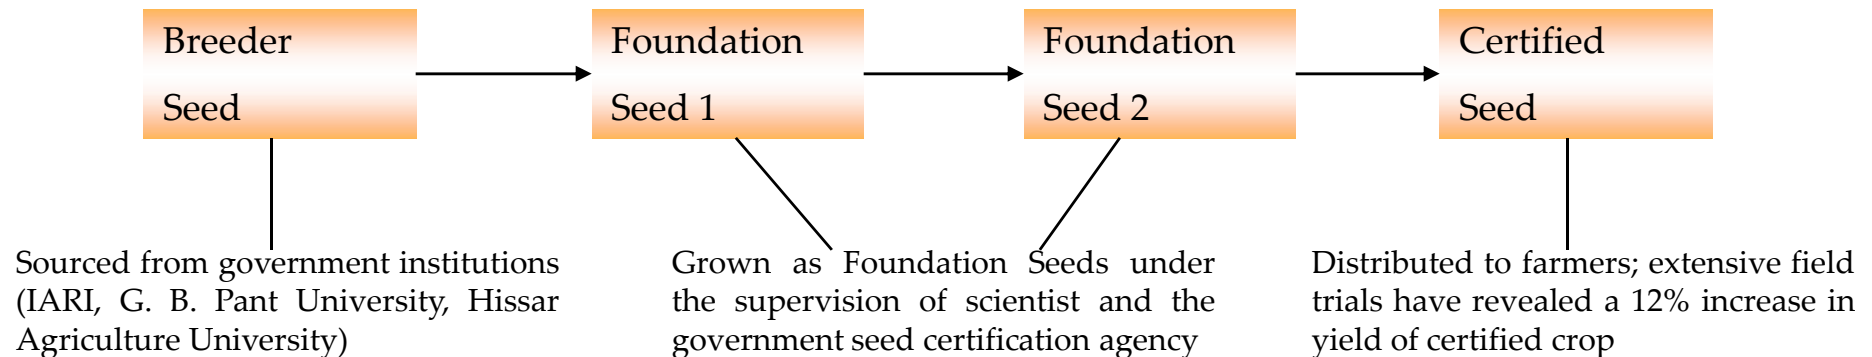 Breeder
Seed
Foundation
Seed 1
Foundation
Seed 2
Certified
Seed
Sourced from government institutions
(IARI, G. B. Pant University, Hissar
Agriculture University)
Grown as Foundation Seeds under
the supervision of scientist and the
government seed certification agency
Distributed to farmers; extensive field
trials have revealed a 12% increase in
yield of certified crop